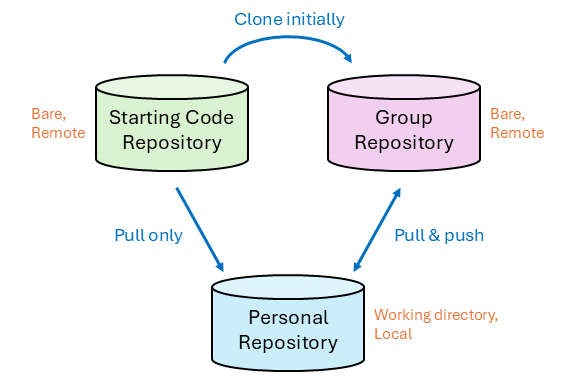 Clone initially
Bare,
Remote
Starting Code
Repository
Group
Repository
Bare,
Remote
Pull only
Pull & push
Personal
Repository
Working directory,
Local